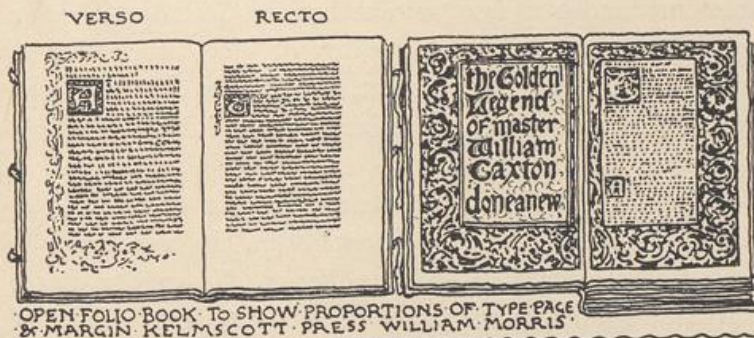 VERSO
RECTO
A
the Golden
Legend
OF master
William
Caxton
done anew
OPEN·FOLIO·BOOK·TO SHOW·PROPORTIONS·OF·TYPE·PAGE
·&·MARGIN·KELMSCOTT·PRESS WILLIAM·MORRIS·